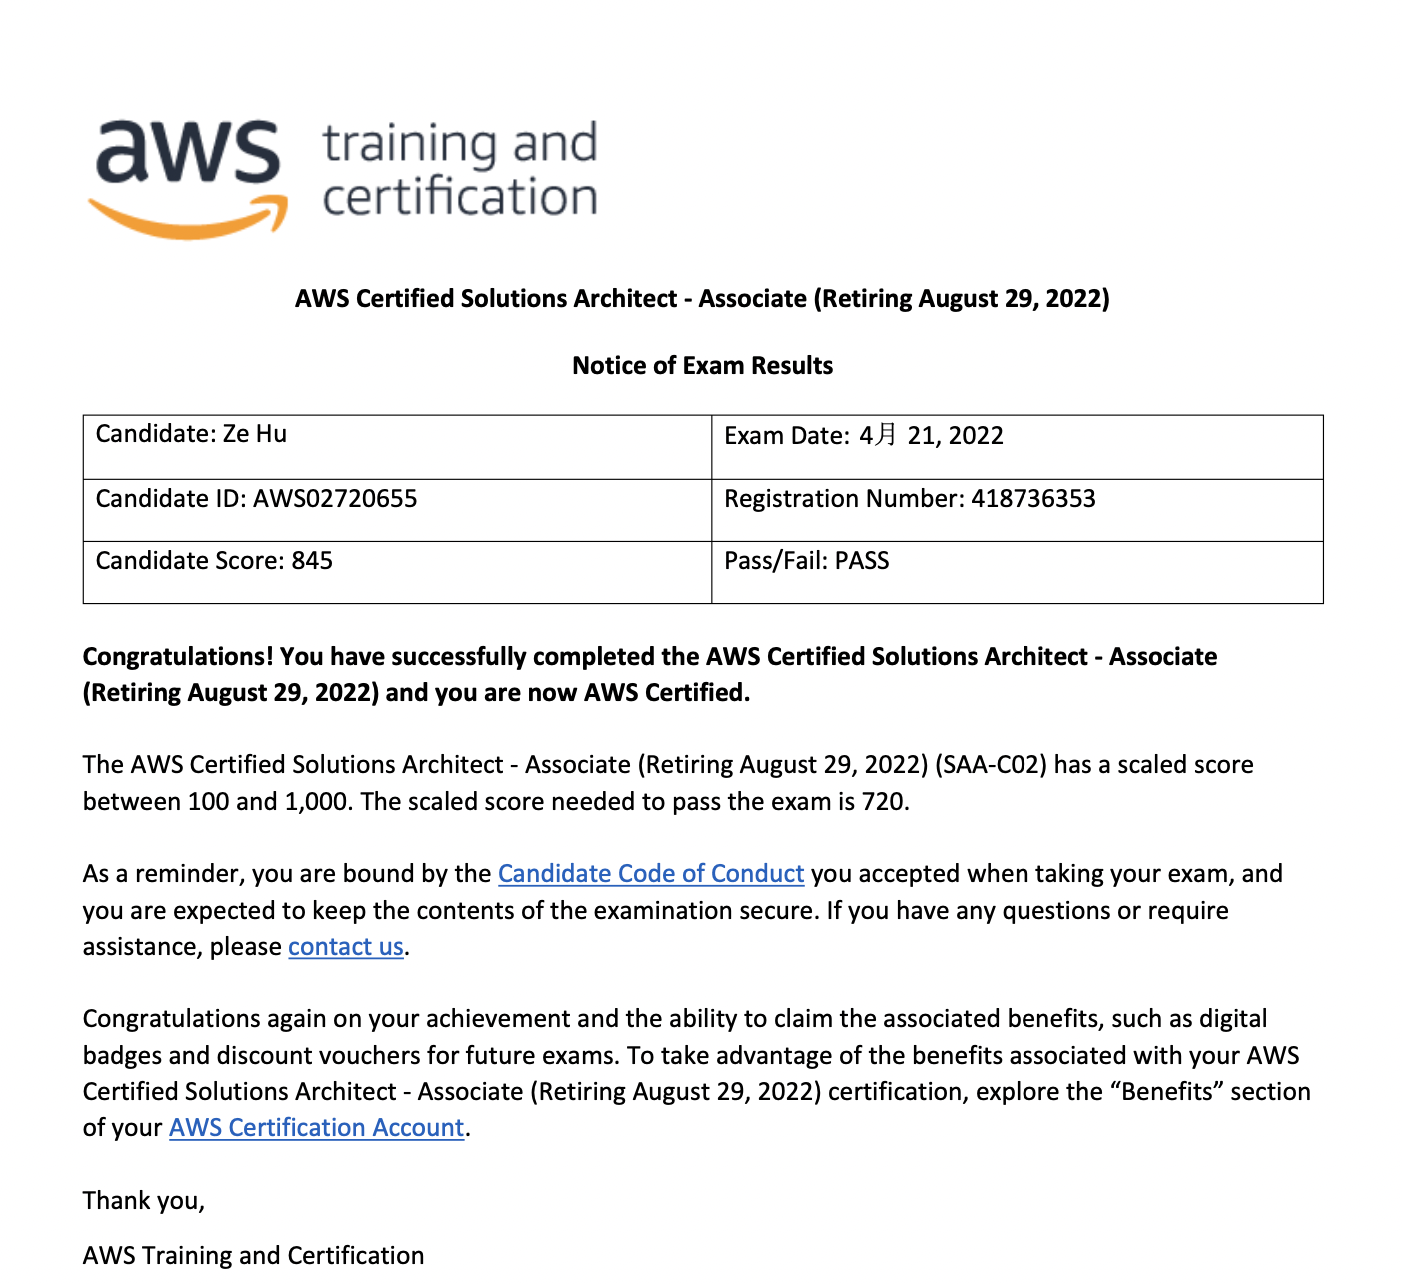 aws training and
certification
AWS Certified Solutions Architect - Associate (Retiring August 29, 2022)
Notice of Exam Results
Candidate: Ze Hu
Exam Date: 4月 21, 2022
Candidate ID: AWS02720655
Registration Number: 418736353
Candidate Score: 845
Pass/Fail: PASS
Congratulations! You have successfully completed the AWS Certified Solutions Architect - Associate
(Retiring August 29, 2022) and you are now AWS Certified.
The AWS Certified Solutions Architect - Associate (Retiring August 29, 2022) (SAA-C02) has a scaled score
between 100 and 1,000. The scaled score needed to pass the exam is 720.
As a reminder, you are bound by the Candidate Code of Conduct you accepted when taking your exam, and
you are expected to keep the contents of the examination secure. If you have any questions or require
assistance, please contact us.
Congratulations again on your achievement and the ability to claim the associated benefits, such as digital
badges and discount vouchers for future exams. To take advantage of the benefits associated with your AWS
Certified Solutions Architect - Associate (Retiring August 29, 2022) certification, explore the “Benefits” section
of your AWS Certification Account.
Thank you,
AWS Training and Certification